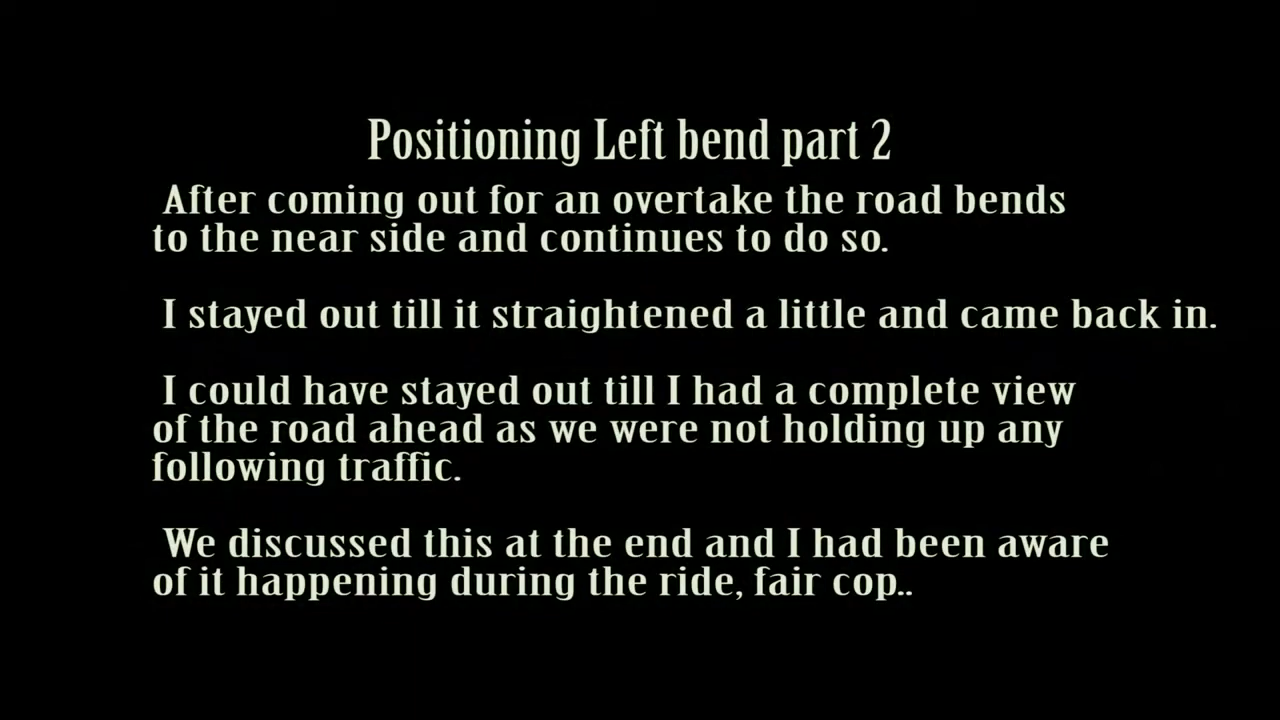 Positioning Left bend part 2
After coming out for an overtake the road bends
to the near side and continues to do so.
I stayed out till it straightened a little and came back in.
I could have stayed out till I had a complete view
of the road ahead as we were not holding up any
following traffic.
We discussed this at the end and I had been aware
of it happening during the ride, fair cop..